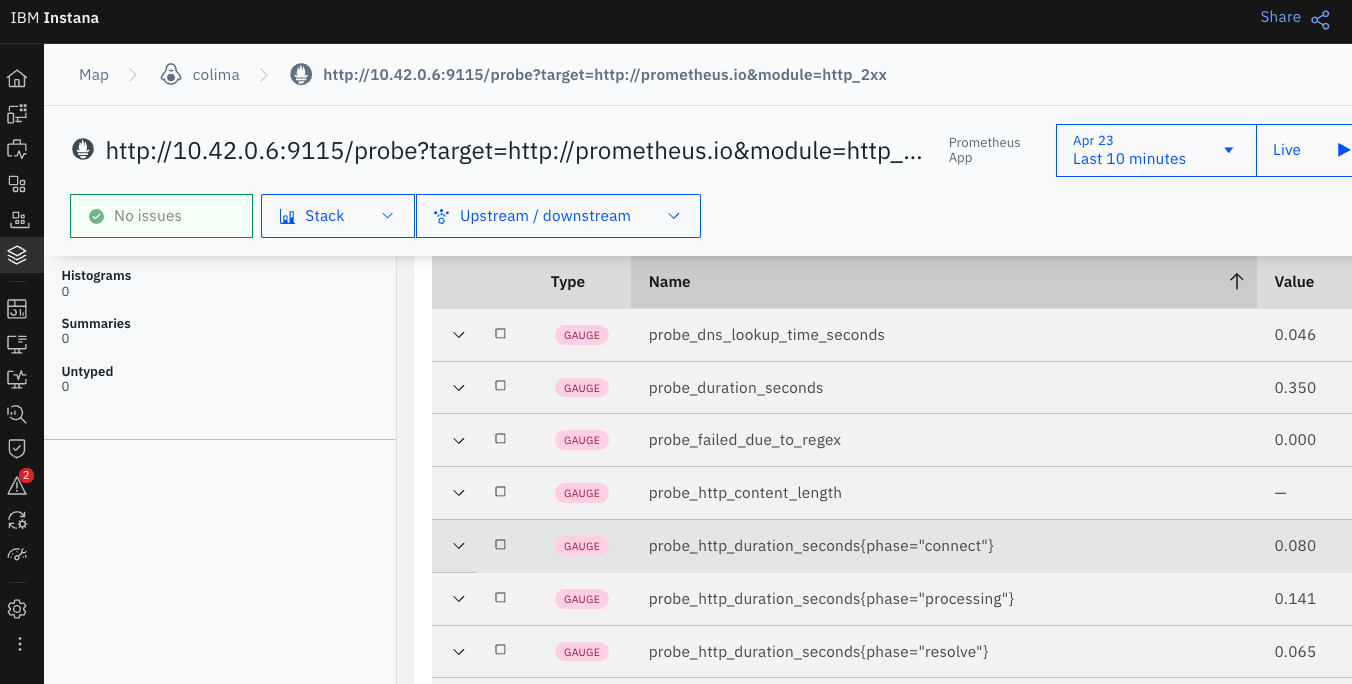 IBM Instana
Share
Map
colima
http://10.42.0.6:9115/probe?target=http://prometheus.io&module=http_2xx
http://10.42.0.6:9115/probe?target=http://prometheus.io&module=http_...
Prometheus
App
Apr 23
Last 10 minutes
Live
No issues
Stack
Upstream / downstream
Histograms
0
Summaries
0
Untyped
0
2
Type Name Value
GAUGE probe_dns_lookup_time_seconds 0.046
GAUGE probe_duration_seconds 0.350
GAUGE probe_failed_due_to_regex 0.000
GAUGE probe_http_content_length —
GAUGE probe_http_duration_seconds{phase="connect"} 0.080
GAUGE probe_http_duration_seconds{phase="processing"} 0.141
GAUGE probe_http_duration_seconds{phase="resolve"} 0.065